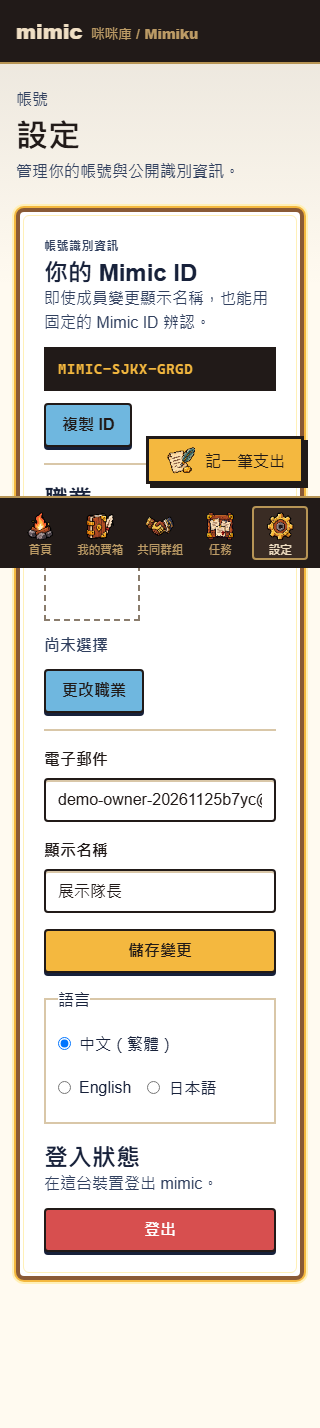 mimic 咪咪庫 / Mimiku
帳號
設定
管理你的帳號與公開識別資訊。
帳號識別資訊
你的 Mimic ID
即使成員變更顯示名稱，也能用
固定的 Mimic ID 辨認。
MIMIC-SJKX-GRGD
複製 ID
記一筆支出
職業
首頁
我的寶箱
共同群組
任務
設定
尚未選擇
更改職業
電子郵件
demo-owner-20261125b7yc@
顯示名稱
展示隊長
儲存變更
語言
中文（繁體）
English 日本語
登入狀態
在這台裝置登出 mimic。
登出